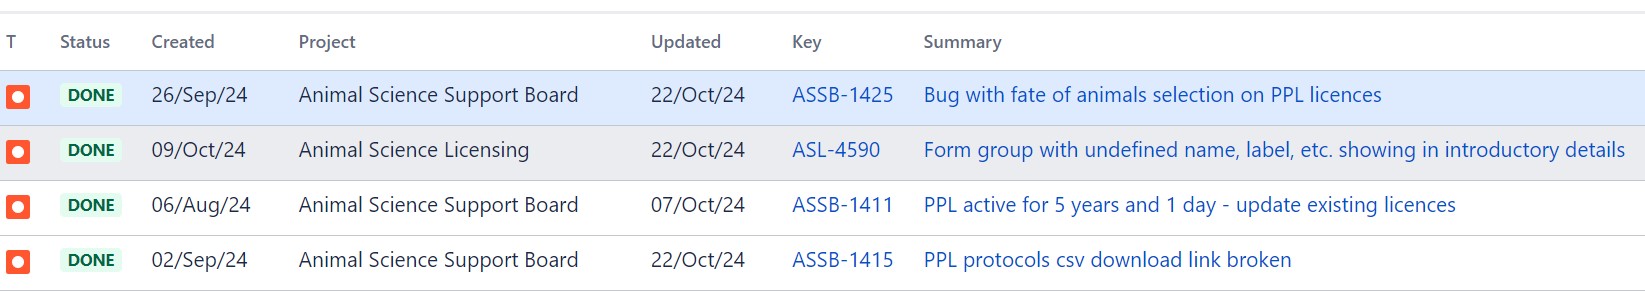 T Status Created Project Updated Key Summary
DONE 26/Sep/24 Animal Science Support Board 22/Oct/24 ASSB-1425 Bug with fate of animals selection on PPL licences
DONE 09/Oct/24 Animal Science Licensing 22/Oct/24 ASL-4590 Form group with undefined name, label, etc. showing in introductory details
DONE 06/Aug/24 Animal Science Support Board 07/Oct/24 ASSB-1411 PPL active for 5 years and 1 day - update existing licences
DONE 02/Sep/24 Animal Science Support Board 22/Oct/24 ASSB-1415 PPL protocols csv download link broken